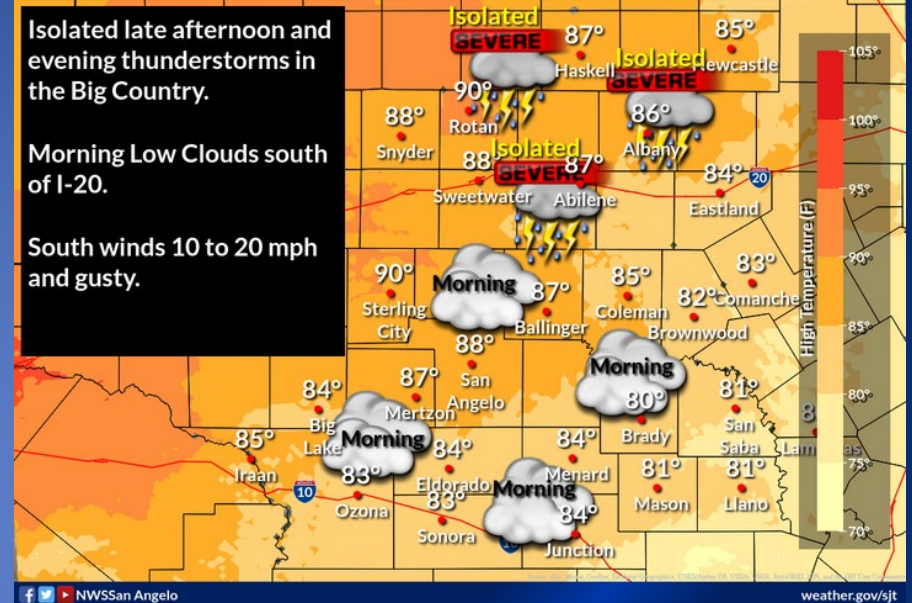 Isolated late afternoon and
evening thunderstorms in
the Big Country.
Morning Low Clouds south
of I-20.
South winds 10 to 20 mph
and gusty.
Isolated
SEVERE
87°
Haskell
85°
Newcastle
Isolated
SEVERE
90°
Rotan
88°
Snyder
86°
Albany
88°
Sweetwater
Isolated
SEVERE
87°
Abilene
84°
Eastland
20
90°
Sterling
City
Morning
87°
Ballinger
85°
Coleman
82°
Brownwood
83°
Comanche
88°
San
Angelo
Morning
80°
Brady
84°
Big
Lake
87°
Mertzon
Morning
81°
San
Saba
85°
Iraan
10
83°
Ozona
84°
Eldorado
83°
Sonora
84°
Menard
Morning
84°
Junction
81°
Mason
81°
Llano
High Temperature (F)
105°
100°
95°
90°
85°
80°
75°
70°
NWSSan Angelo
weather.gov/sjt